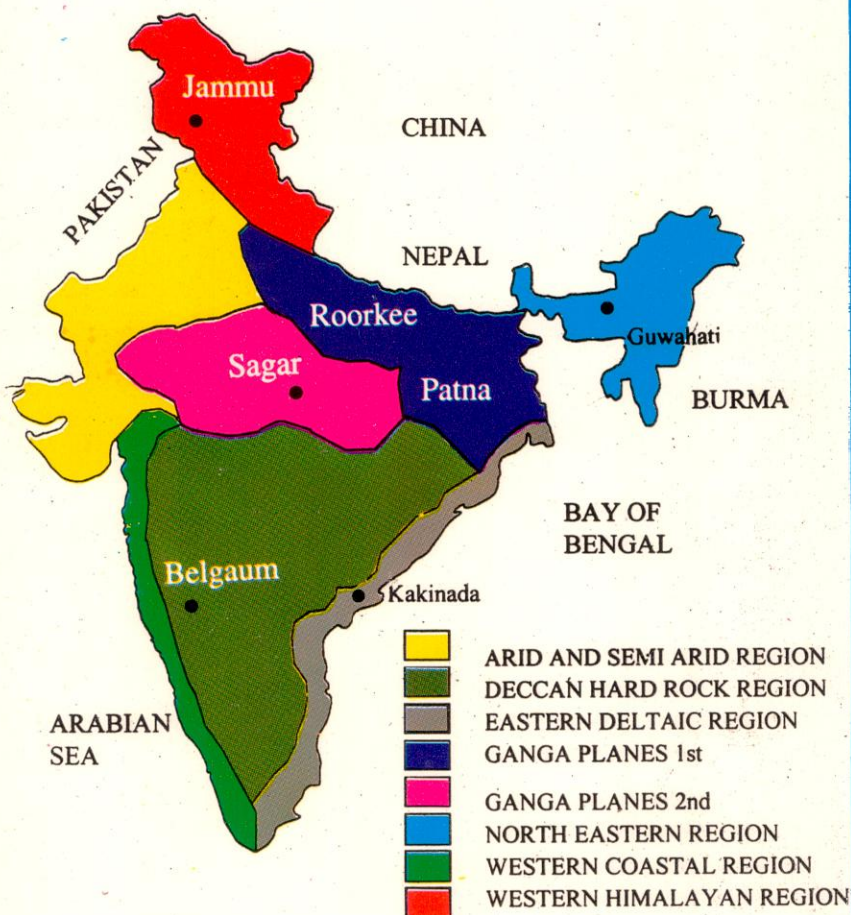 Jammu
CHINA
PAKISTAN
NEPAL
Roorkee
Guwahati
Sagar
Patna
BURMA
BAY OF
BENGAL
Belgaum
Kakinada
ARABIAN
SEA
ARID AND SEMI ARID REGION
DECCAN HARD ROCK REGION
EASTERN DELTAIC REGION
GANGA PLANES 1st
GANGA PLANES 2nd
NORTH EASTERN REGION
WESTERN COASTAL REGION
WESTERN HIMALAYAN REGION